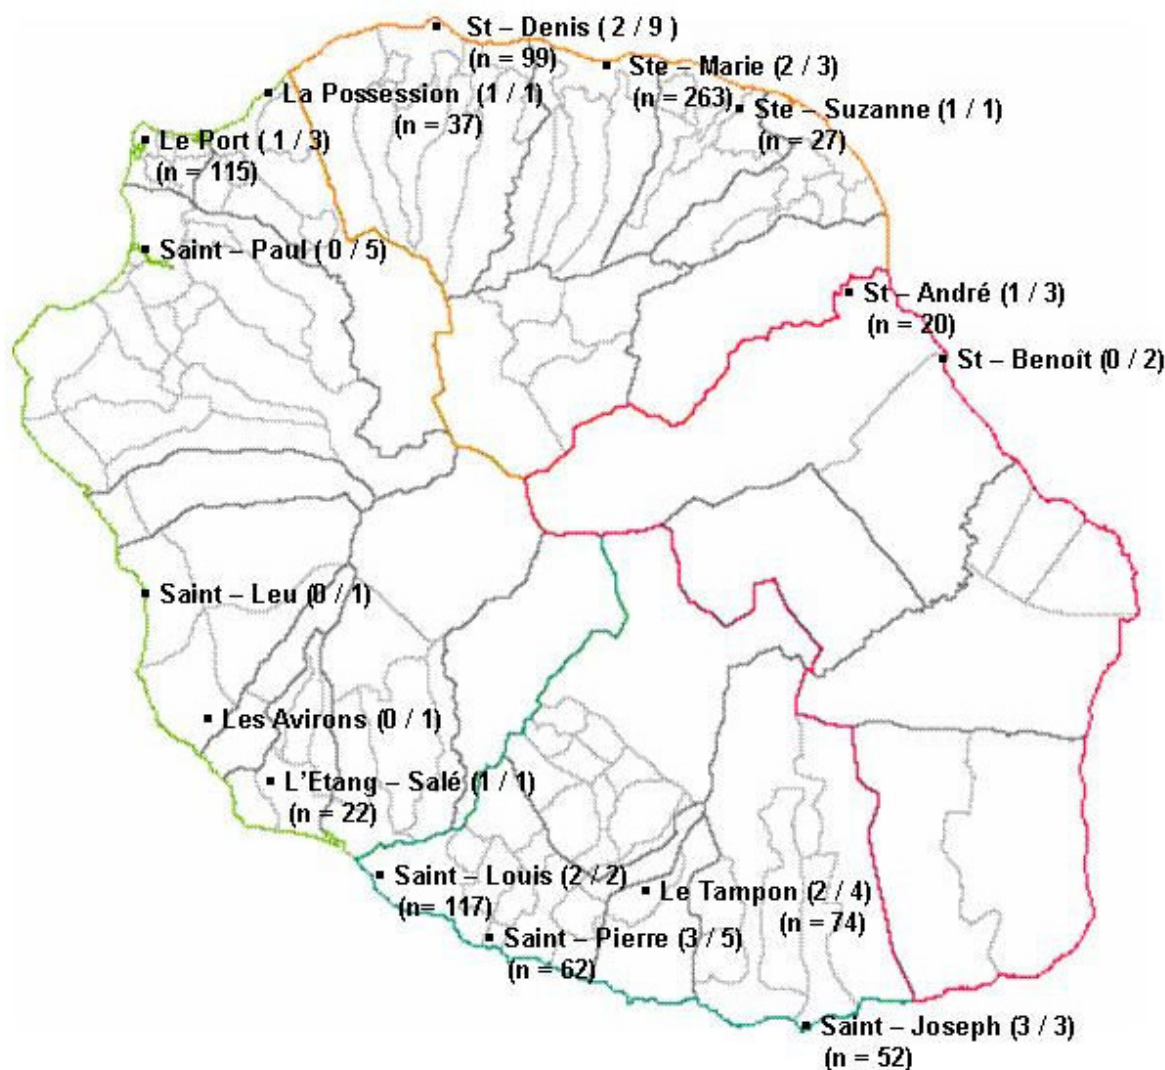 St – Denis ( 2 / 9 )
(n = 99)
Ste – Marie (2 / 3)
(n = 263)
La Possession (1 / 1)
(n = 37)
Ste – Suzanne (1 / 1)
(n = 27)
Le Port ( 1 / 3)
(n = 115)
Saint – Paul ( 0 / 5)
St – André (1 / 3)
(n = 20)
St – Benoît (0 / 2)
Saint – Leu (0 / 1)
Les Avirons (0 / 1)
L'Etang – Salé (1 / 1)
(n = 22)
Saint – Louis (2 / 2)
(n= 117)
Le Tampon (2 / 4)
(n = 74)
Saint – Pierre (3 / 5)
(n = 62)
Saint – Joseph (3 / 3)
(n = 52)